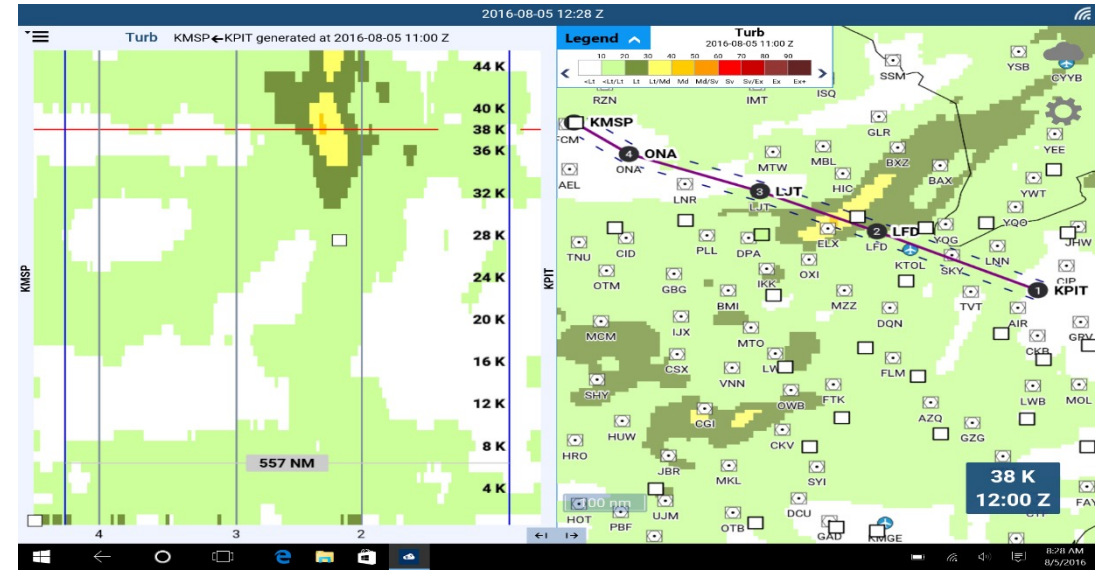 2016-08-05 12:28 Z
Turb KMSP←KPIT generated at 2016-08-05 11:00 Z
44 K
40 K
38 K
36 K
32 K
28 K
24 K
20 K
16 K
12 K
8 K
4 K
KMSP
KPIT
557 NM
4 3 2
Legend
Turb
2016-08-05 11:00 Z
10 20 30 40 50 60 70 80 90
<Lt <Lt/Lt Lt Lt/Md Md Md/Sv Sv Sv/Ex Ex Ex+
YSB
CYYB
SSM
RZN IMT ISQ
KMSP
FCM
GLR
YEE
4 ONA
ONA
MTW MBL BXZ
AEL
LNR
HIC
BAX
YWT
3 LJT
LJT
YQO
2 LFD
LFD
ELX
YQG
JHW
TNU CID PLL DPA
KTOL
SKY
LNN
OTM GBG IKK OXI
CIP
1 KPIT
BMI MZZ
TVT
IJX
DQN
AIR
GRV
MCM
MTO
CKB
CSX
VNN
LW
FLM
SHY
OWB FTK
LWB MOL
CGI
AZQ
HUW
CKV
GZG
HRO
JBR
MKL SYI
38 K
12:00 Z
100 nm
HOT
PBF
UJM
OTB
DCU
GAD
KMGE
FAY
8:28 AM
8/5/2016